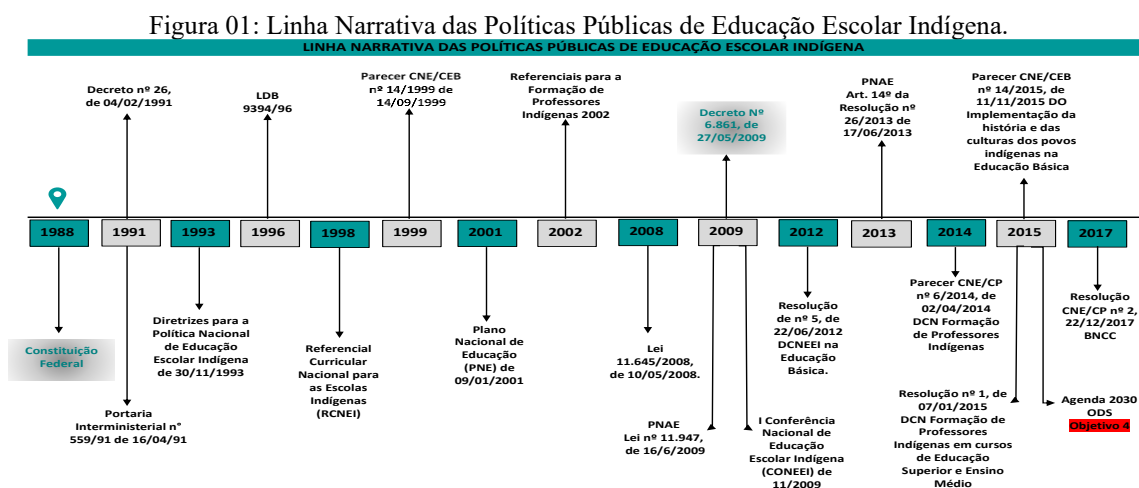 Figura 01: Linha Narrativa das Políticas Públicas de Educação Escolar Indígena.
LINHA NARRATIVA DAS POLÍTICAS PÚBLICAS DE EDUCAÇÃO ESCOLAR INDÍGENA
Decreto nº 26,
de 04/02/1991
LDB
9394/96
Parecer CNE/CEB
nº 14/1999 de
14/09/1999
Referenciais para a
Formação de
Professores
Indígenas 2002
Decreto Nº
6.861, de
27/05/2009
PNAE
Art. 14º da
Resolução nº
26/2013 de
17/06/2013
Parecer CNE/CEB
nº 14/2015, de
11/11/2015 DO
Implementação da
história e das
culturas dos povos
indígenas na
Educação Básica
1988
1991
1993
1996
1998
1999
2001
2002
2008
2009
2012
2013
2014
2015
2017
Constituição
Federal
Portaria
Interministerial n°
559/91 de 16/04/91
Diretrizes para a
Política Nacional
de Educação
Escolar Indígena
de 30/11/1993
Referencial
Curricular
Nacional para
as Escolas
Indígenas
(RCNEI)
Plano
Nacional de
Educação
(PNE) de
09/01/2001
Lei
11.645/2008,
de 10/05/2008.
PNAE
Lei nº 11.947,
de 16/6/2009
I Conferência
Nacional de
Educação
Escolar Indígena
(CONEEI) de
11/2009
Resolução
de nº 5, de
22/06/2012
DCNEEI na
Educação
Básica.
Parecer CNE/CP
nº 6/2014, de
02/04/2014
DCN Formação
de Professores
Indígenas
Resolução nº 1, de
07/01/2015
DCN Formação de
Professores
Indígenas em cursos
de Educação
Superior e Ensino
Médio
Agenda 2030
ODS
Objetivo 4
Resolução
CNE/CP nº 2,
22/12/2017
BNCC